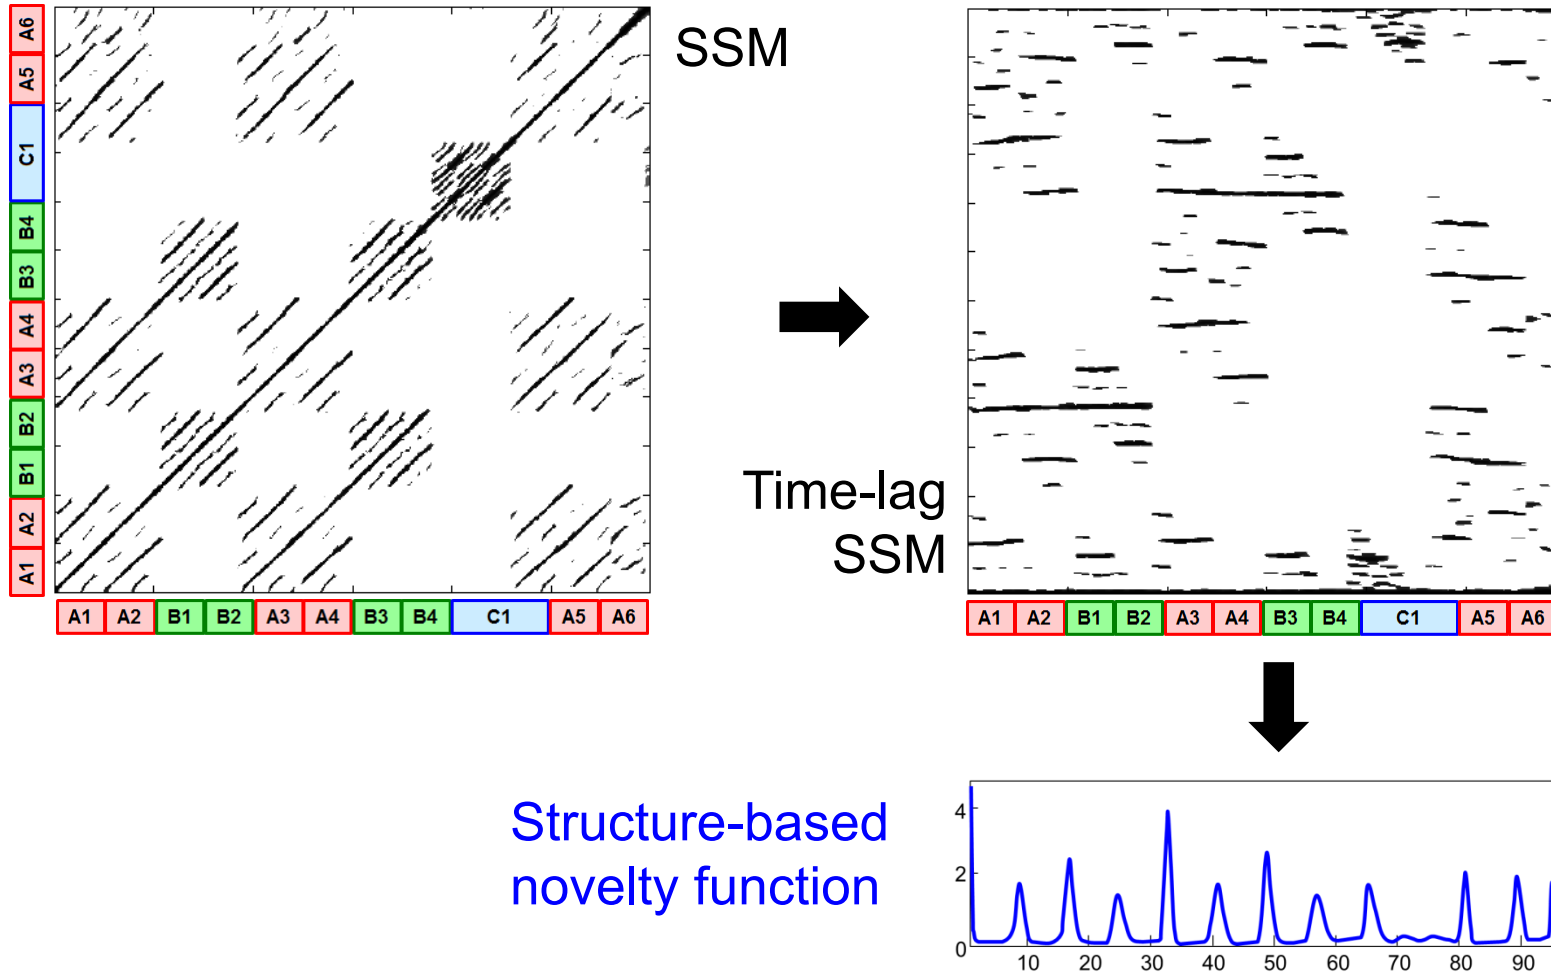 SSM
A6
A5
C1
B4
B3
A4
A3
B2
B1
A2
A1
A1 A2 B1 B2 A3 A4 B3 B4 C1 A5 A6
Time-lag
SSM
A1 A2 B1 B2 A3 A4 B3 B4 C1 A5 A6
Structure-based
novelty function
4
2
0
10 20 30 40 50 60 70 80 90